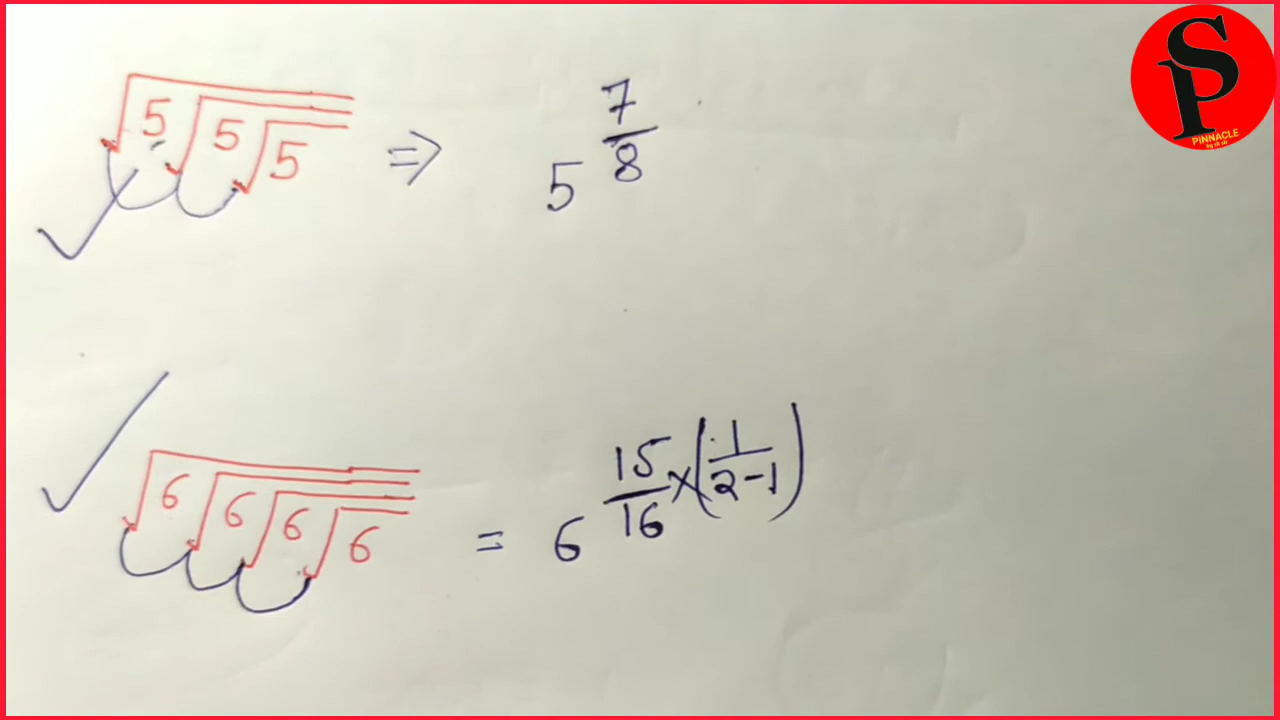 √5√5√5 ⇒ 5^(7/8)
√6√6√6√6 = 6^(15/16 × (1/(2-1)))
SP
PINNACLE